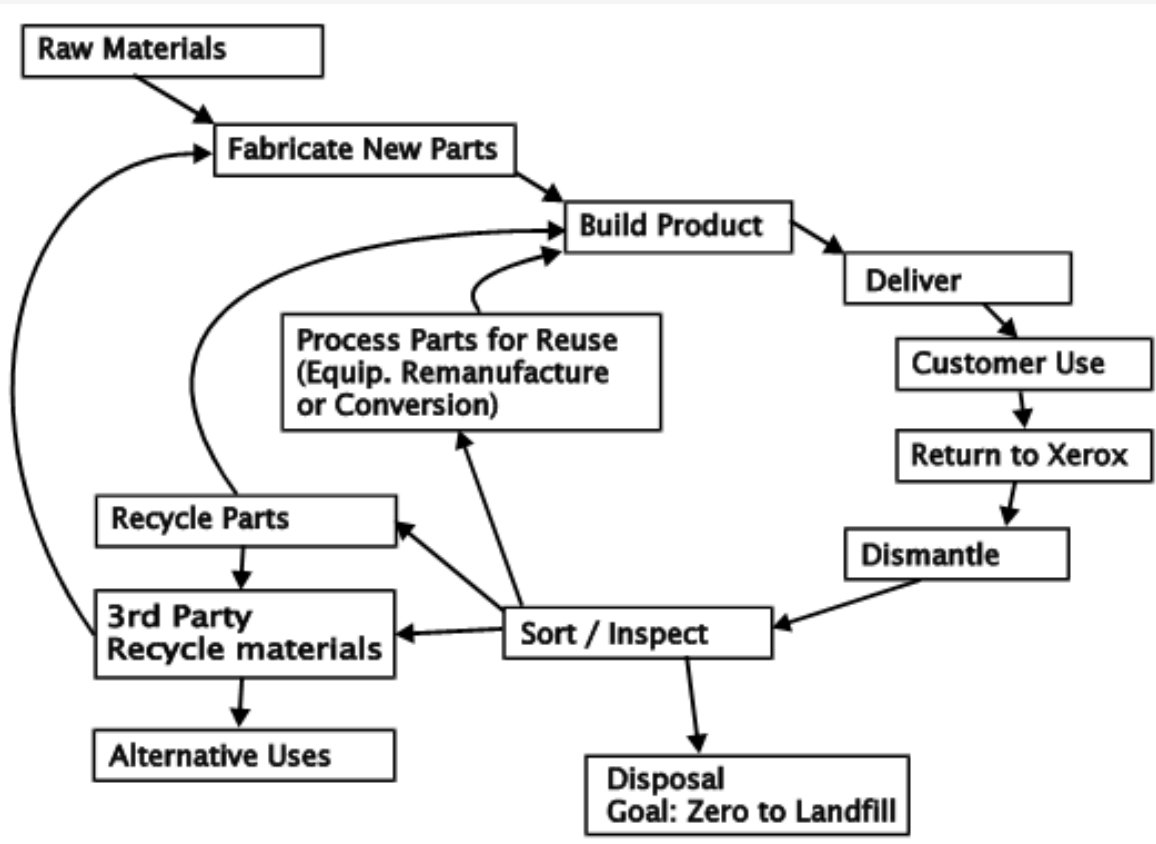 Raw Materials
Fabricate New Parts
Build Product
Deliver
Process Parts for Reuse
(Equip. Remanufacture
or Conversion)
Customer Use
Return to Xerox
Recycle Parts
Dismantle
3rd Party
Recycle materials
Sort / Inspect
Alternative Uses
Disposal
Goal: Zero to Landfill